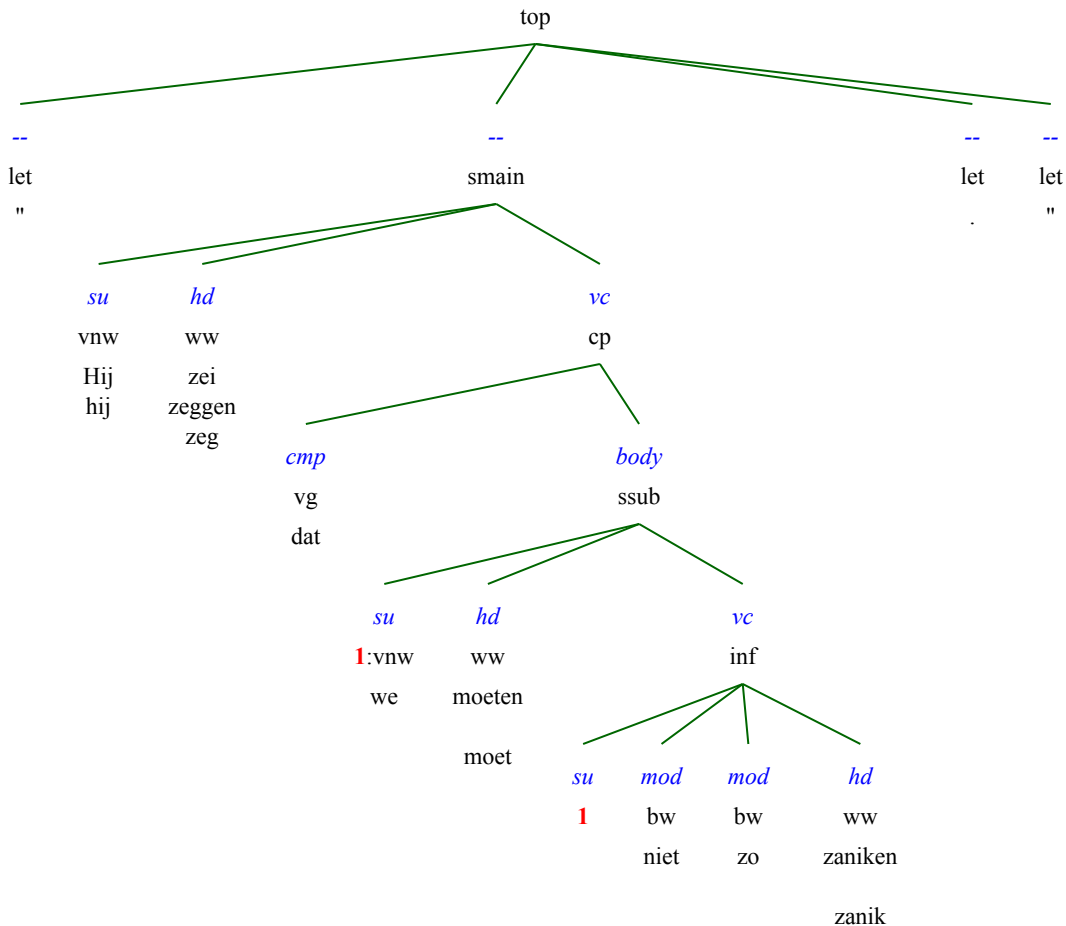 top
-- -- -- --
let smain let let
" . "
su hd vc
vnw ww cp
Hij zei
hij zeggen
zeg
cmp body
vg ssub
dat
su hd vc
1:vnw ww inf
we moeten
moet
su mod mod hd
1 bw bw ww
niet zo zaniken
zanik